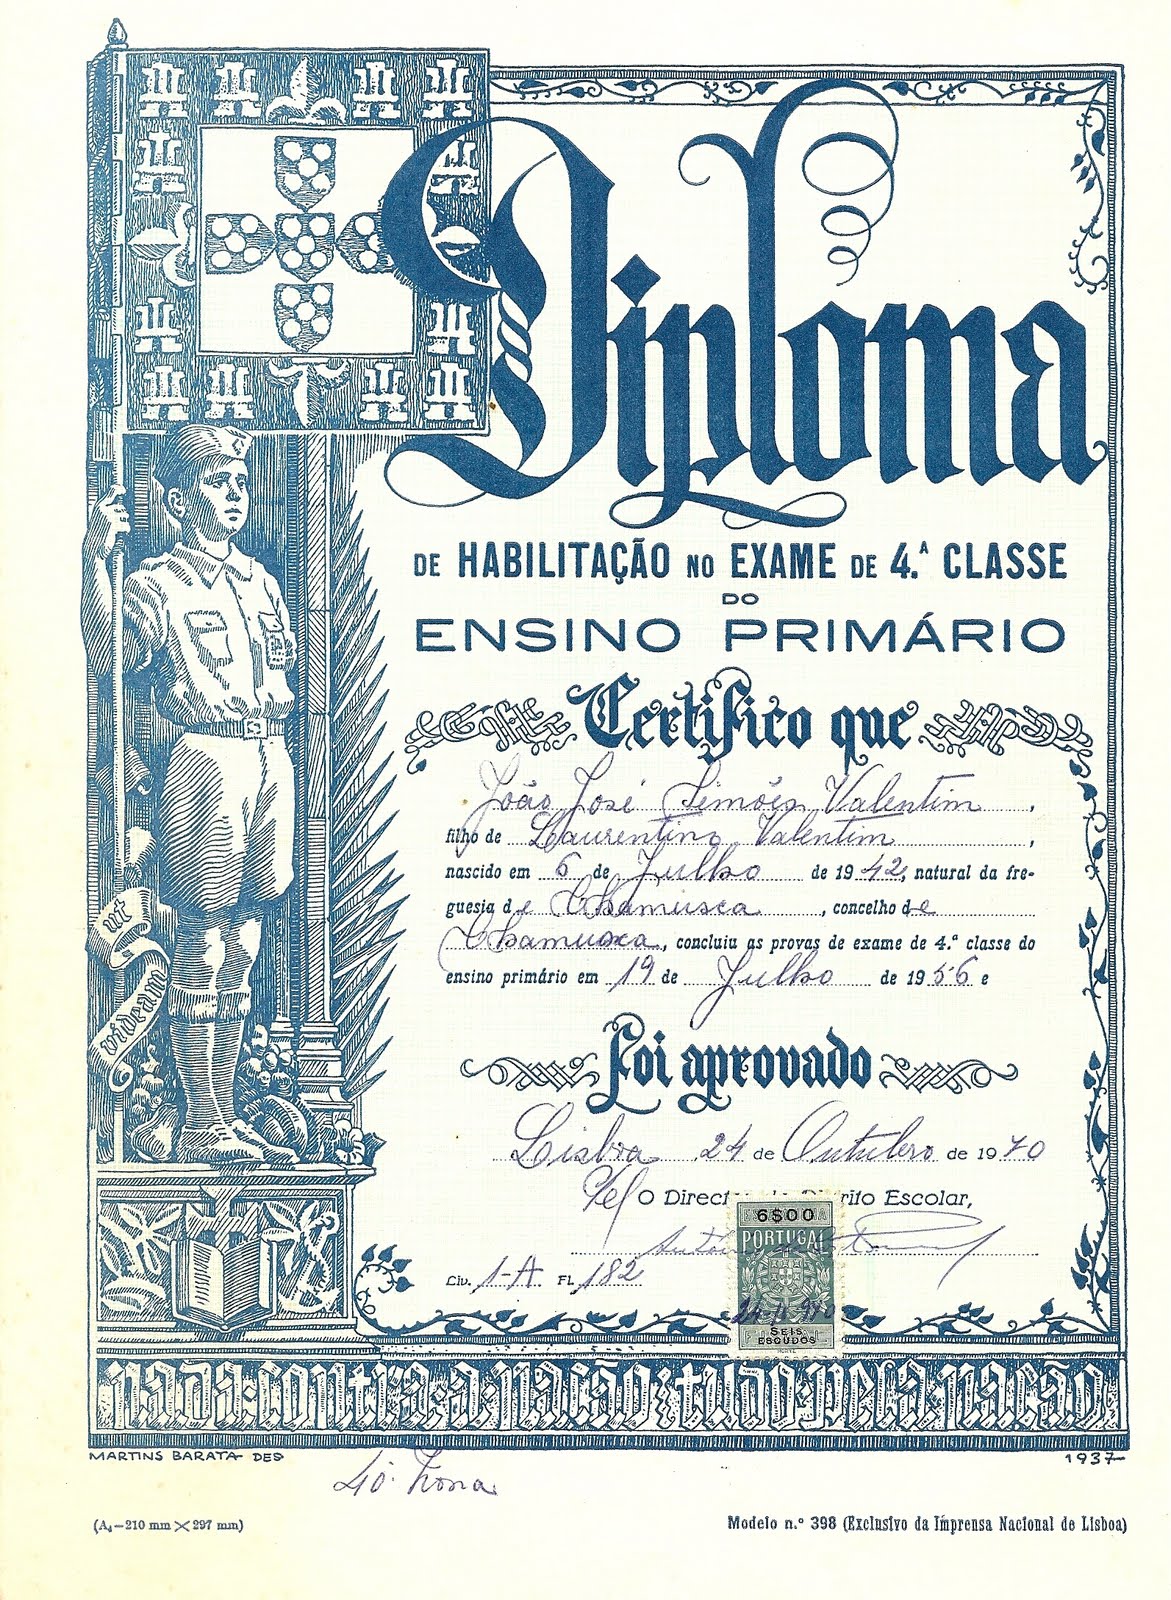 Diploma
DE HABILITAÇÃO NO EXAME DE 4.ª CLASSE
DO
ENSINO PRIMÁRIO
Certifico que
João José Simões Valentim,
filho de Laurentino Valentim,
nascido em 6 de Julho de 1942, natural da fre-
guesia de Chamusca, concelho de
Chamusca, concluiu as provas de exame de 4.ª classe do
ensino primário em 19 de Julho de 1956 e
Foi aprovado
Lisboa 24 de Outubro de 1970
Pel O Direct Escolar,
António
Liv. 1-A Fl. 182
6$00
PORTUGAL
SEIS
ESCUDOS
ut
videam
nada contra a nação tudo pela nação
MARTINS BARATA DES
1937
(A4—210 mm × 297 mm)
Modelo n.º 398 (Exclusivo da Imprensa Nacional de Lisboa)